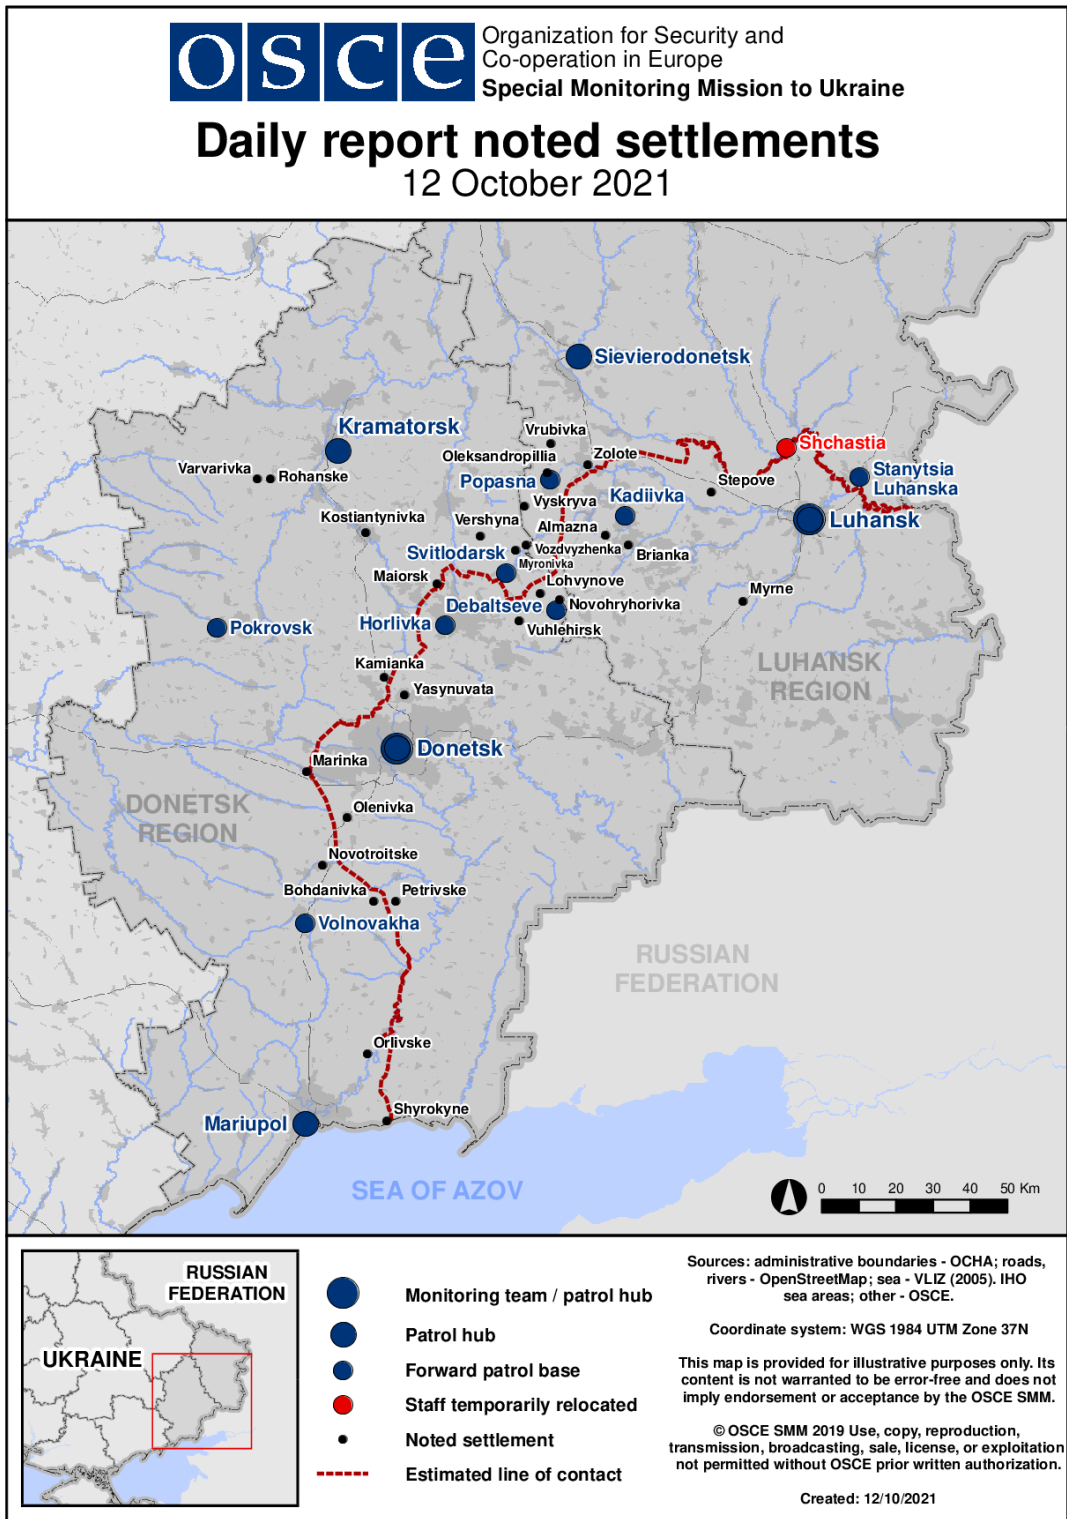 osce
Organization for Security and
Co-operation in Europe
Special Monitoring Mission to Ukraine
Daily report noted settlements
12 October 2021
Sievierodonetsk
Kramatorsk
Vrubivka
Shchastia
Oleksandropillia
Zolote
Varvarivka
Rohanske
Popasna
Stepove
Stanytsia
Luhanska
Kadiivka
Vyskryva
Kostiantynivka
Vershyna
Almazna
Luhansk
Svitlodarsk
Vozdvyzhenka
Brianka
Myronivka
Maiorsk
Lohvynove
Myrne
Debaltseve
Novohryhorivka
Horlivka
Pokrovsk
Vuhlehirsk
Kamianka
LUHANSK
REGION
Yasynuvata
Donetsk
Marinka
DONETSK
REGION
Olenivka
Novotroitske
Bohdanivka
Petrivske
Volnovakha
RUSSIAN
FEDERATION
Orlivske
Shyrokyne
Mariupol
SEA OF AZOV
0 10 20 30 40 50 Km
RUSSIAN
FEDERATION
UKRAINE
Monitoring team / patrol hub
Patrol hub
Forward patrol base
Staff temporarily relocated
Noted settlement
Estimated line of contact
Sources: administrative boundaries - OCHA; roads,
rivers - OpenStreetMap; sea - VLIZ (2005). IHO
sea areas; other - OSCE.
Coordinate system: WGS 1984 UTM Zone 37N
This map is provided for illustrative purposes only. Its
content is not warranted to be error-free and does not
imply endorsement or acceptance by the OSCE SMM.
© OSCE SMM 2019 Use, copy, reproduction,
transmission, broadcasting, sale, license, or exploitation
not permitted without OSCE prior written authorization.
Created: 12/10/2021